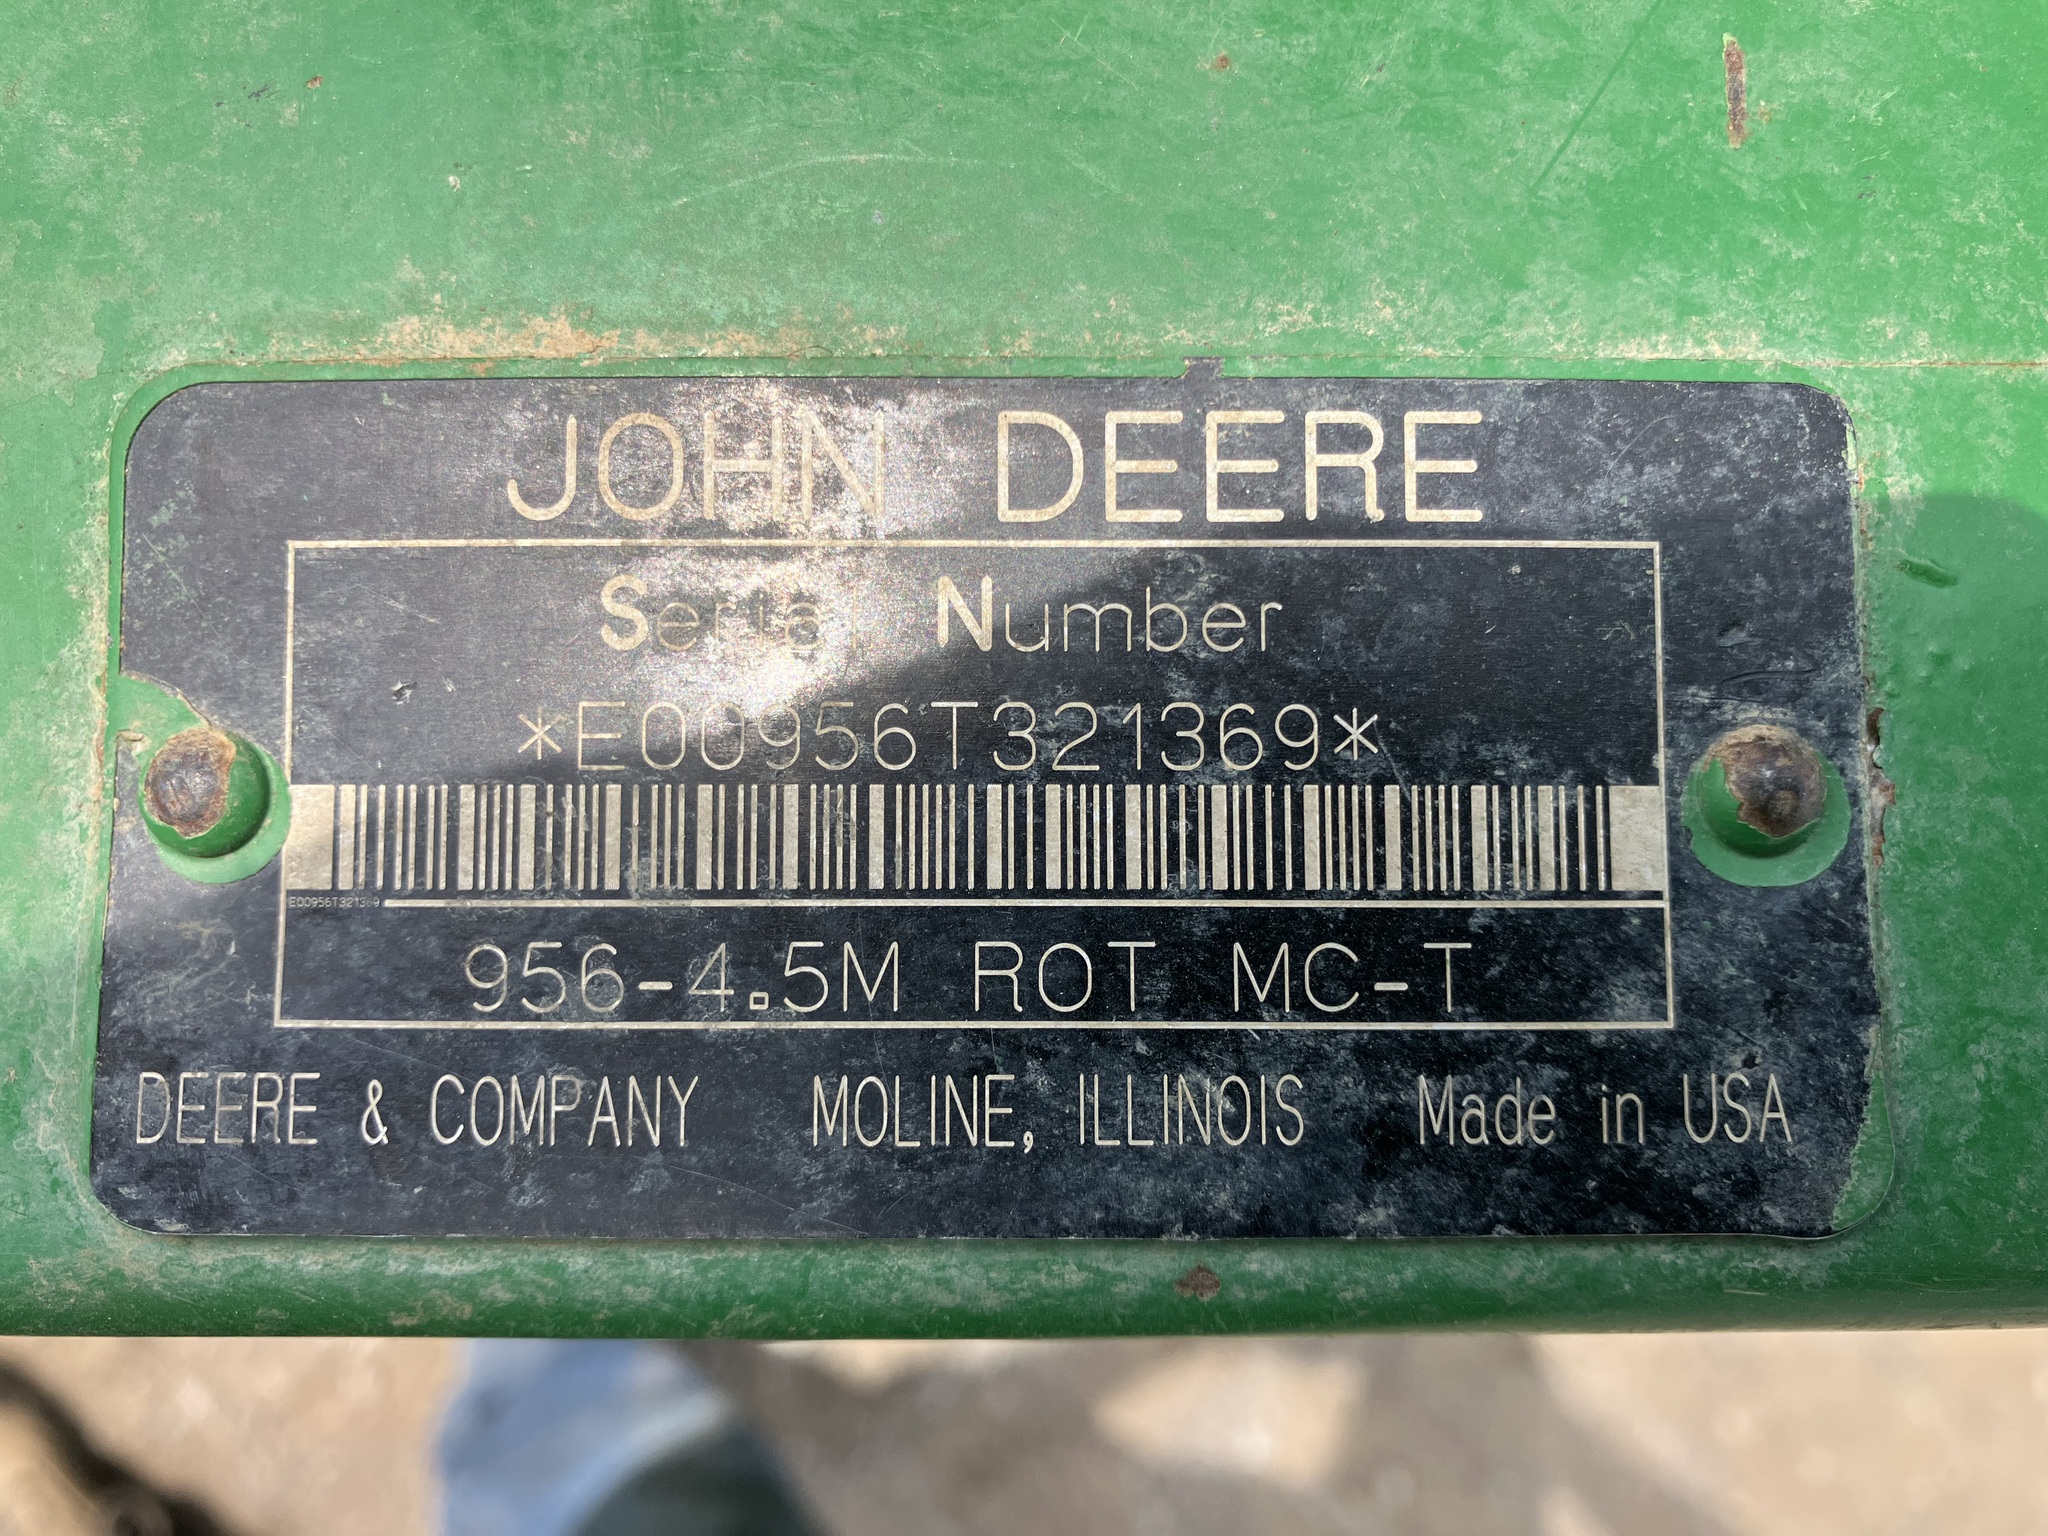 JOHN DEERE
Serial Number
*E00956T321369*
E00956T321369
956-4.5M ROT MC-T
DEERE & COMPANY MOLINE, ILLINOIS Made in USA